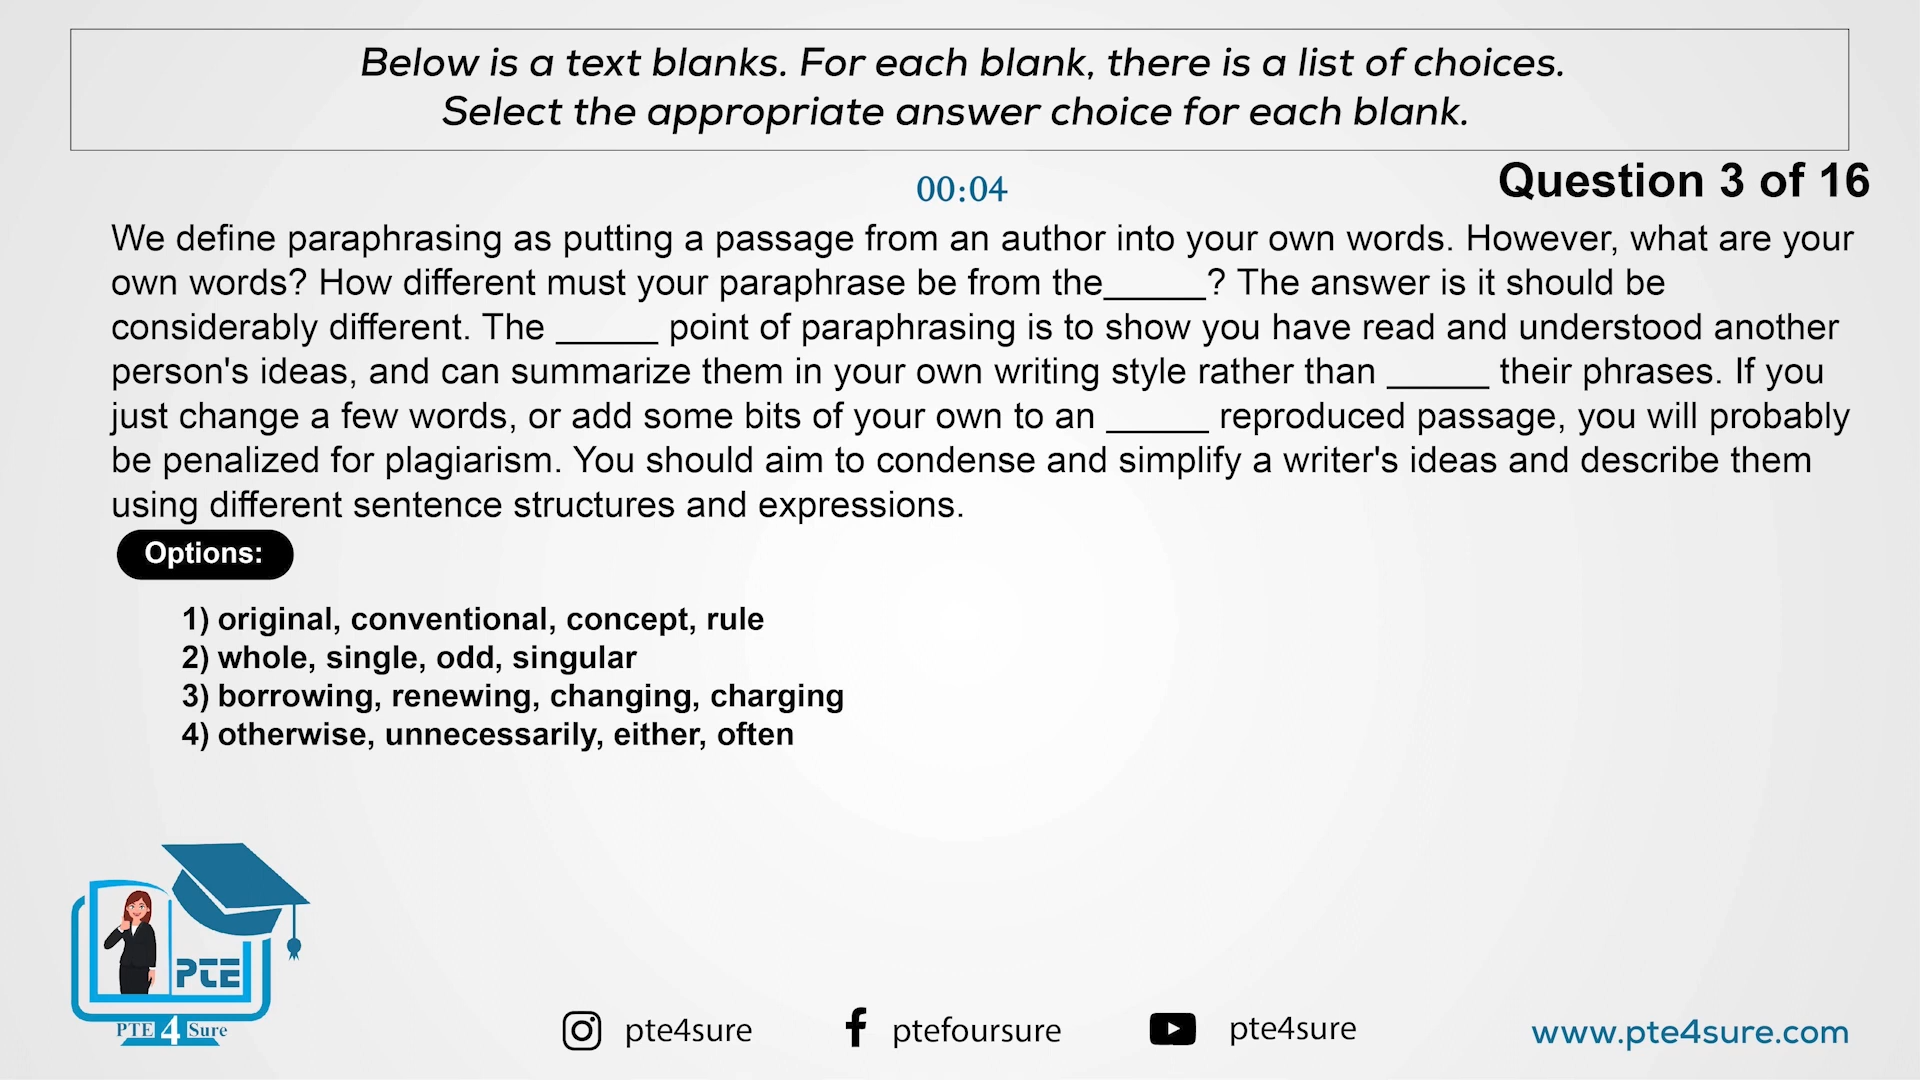 Below is a text blanks. For each blank, there is a list of choices.
Select the appropriate answer choice for each blank.
00:04
Question 3 of 16
We define paraphrasing as putting a passage from an author into your own words. However, what are your
own words? How different must your paraphrase be from the_____? The answer is it should be
considerably different. The _____ point of paraphrasing is to show you have read and understood another
person's ideas, and can summarize them in your own writing style rather than _____ their phrases. If you
just change a few words, or add some bits of your own to an _____ reproduced passage, you will probably
be penalized for plagiarism. You should aim to condense and simplify a writer's ideas and describe them
using different sentence structures and expressions.
Options:
1) original, conventional, concept, rule
2) whole, single, odd, singular
3) borrowing, renewing, changing, charging
4) otherwise, unnecessarily, either, often
PTE
PTE 4 Sure
pte4sure
ptefoursure
pte4sure
www.pte4sure.com